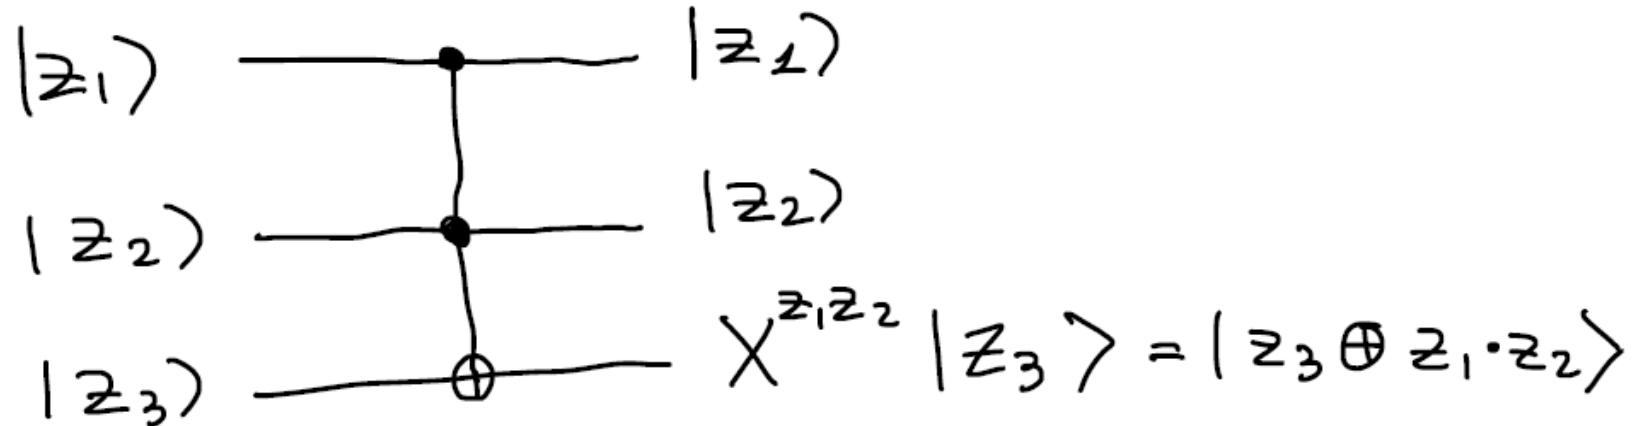 |z₁⟩ |z₁⟩
|z₂⟩ |z₂⟩
|z₃⟩ X^{z₁z₂} |z₃⟩ = |z₃ ⊕ z₁·z₂⟩